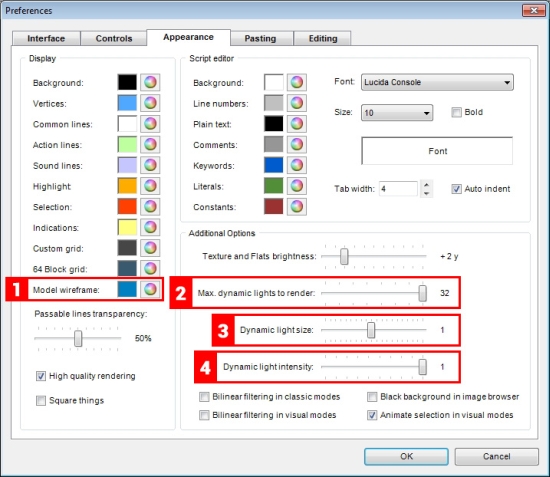 Preferences
Interface
Controls
Appearance
Pasting
Editing
Display
Background:
Vertices:
Common lines:
Action lines:
Sound lines:
Highlight:
Selection:
Indications:
Custom grid:
64 Block grid:
1 Model wireframe:
Passable lines transparency:
50%
High quality rendering
Square things
Script editor
Background:
Line numbers:
Plain text:
Comments:
Keywords:
Literals:
Constants:
Font: Lucida Console
Size: 10 Bold
Font
Tab width: 4 Auto indent
Additional Options
Texture and Flats brightness: + 2 y
2 Max. dynamic lights to render: 32
3 Dynamic light size: 1
4 Dynamic light intensity: 1
Bilinear filtering in classic modes Black background in image browser
Bilinear filtering in visual modes Animate selection in visual modes
OK Cancel